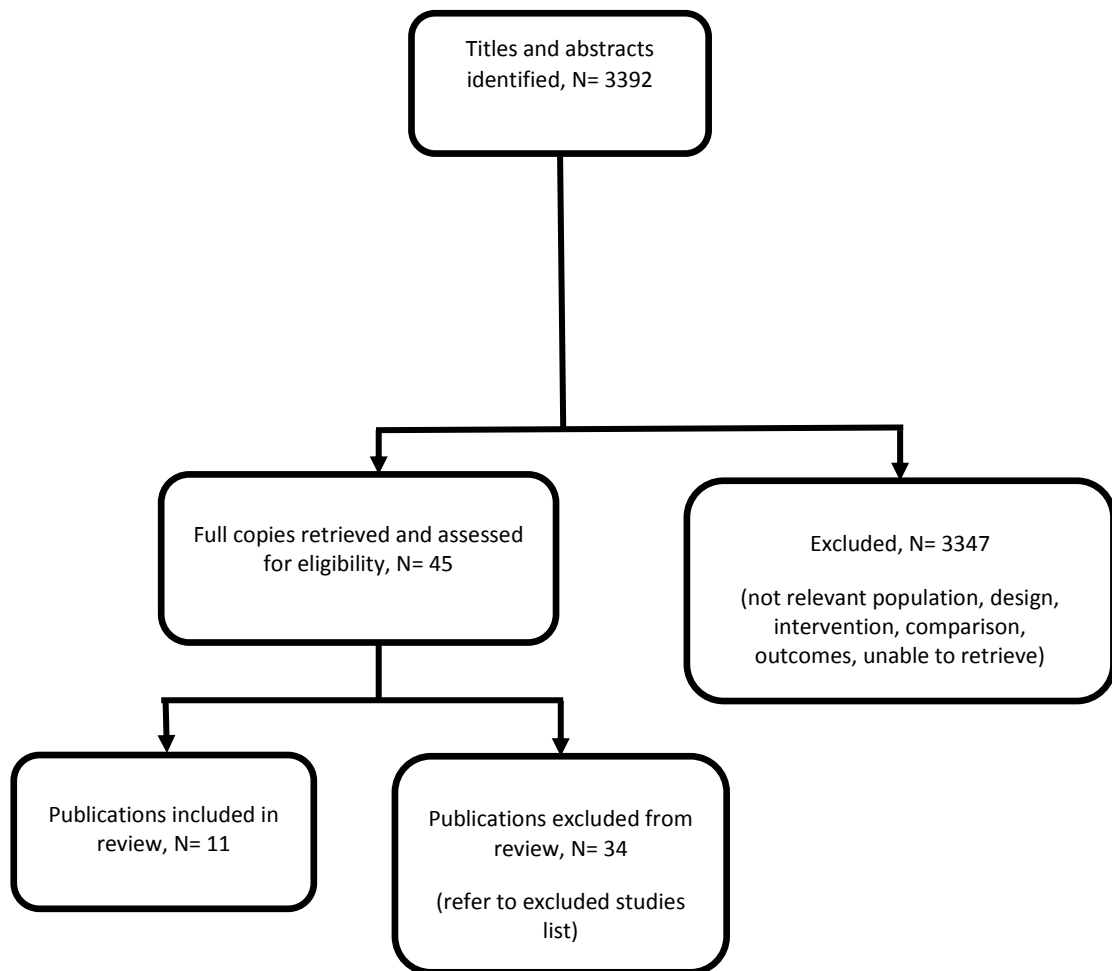 Titles and abstracts
identified, N= 3392
Full copies retrieved and assessed
for eligibility, N= 45
Excluded, N= 3347
(not relevant population, design,
intervention, comparison,
outcomes, unable to retrieve)
Publications included in
review, N= 11
Publications excluded from
review, N= 34
(refer to excluded studies
list)